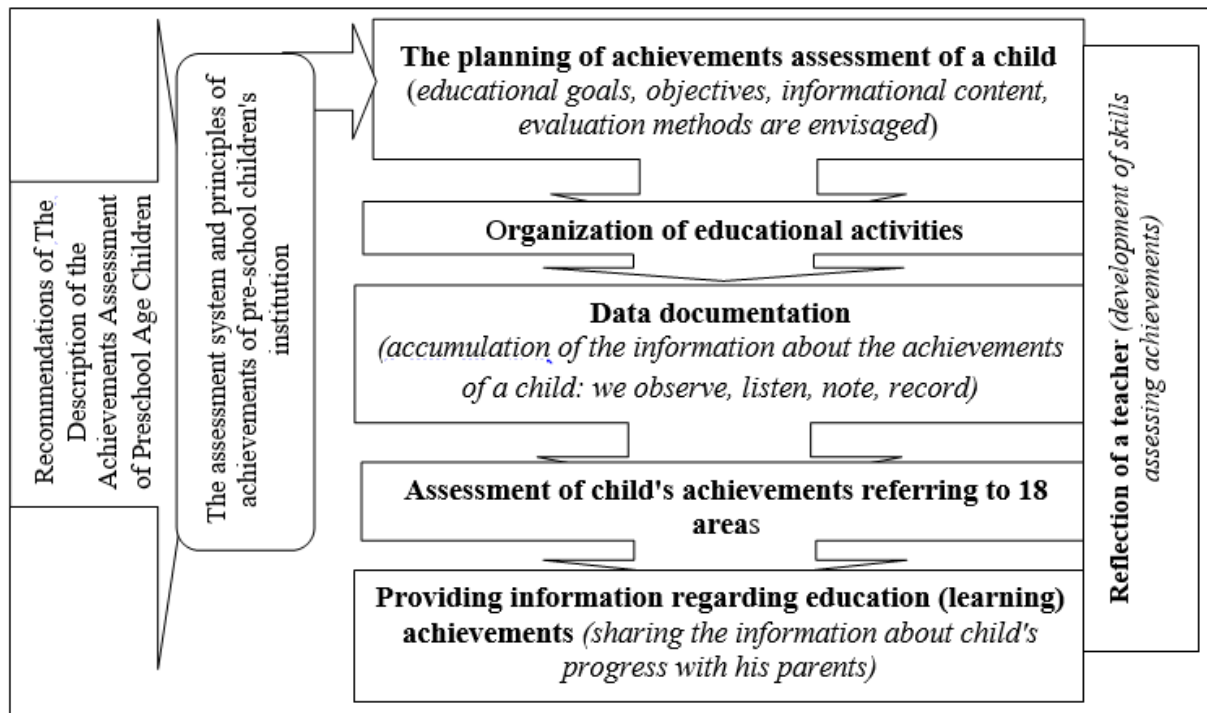 Recommendations of The
Description of the
Achievements Assessment
of Preschool Age Children
The assessment system and principles of
achievements of pre-school children's
institution
The planning of achievements assessment of a child
(educational goals, objectives, informational content,
evaluation methods are envisaged)
Organization of educational activities
Data documentation
(accumulation of the information about the achievements
of a child: we observe, listen, note, record)
Assessment of child's achievements referring to 18
areas
Providing information regarding education (learning)
achievements (sharing the information about child's
progress with his parents)
Reflection of a teacher (development of skills
assessing achievements)